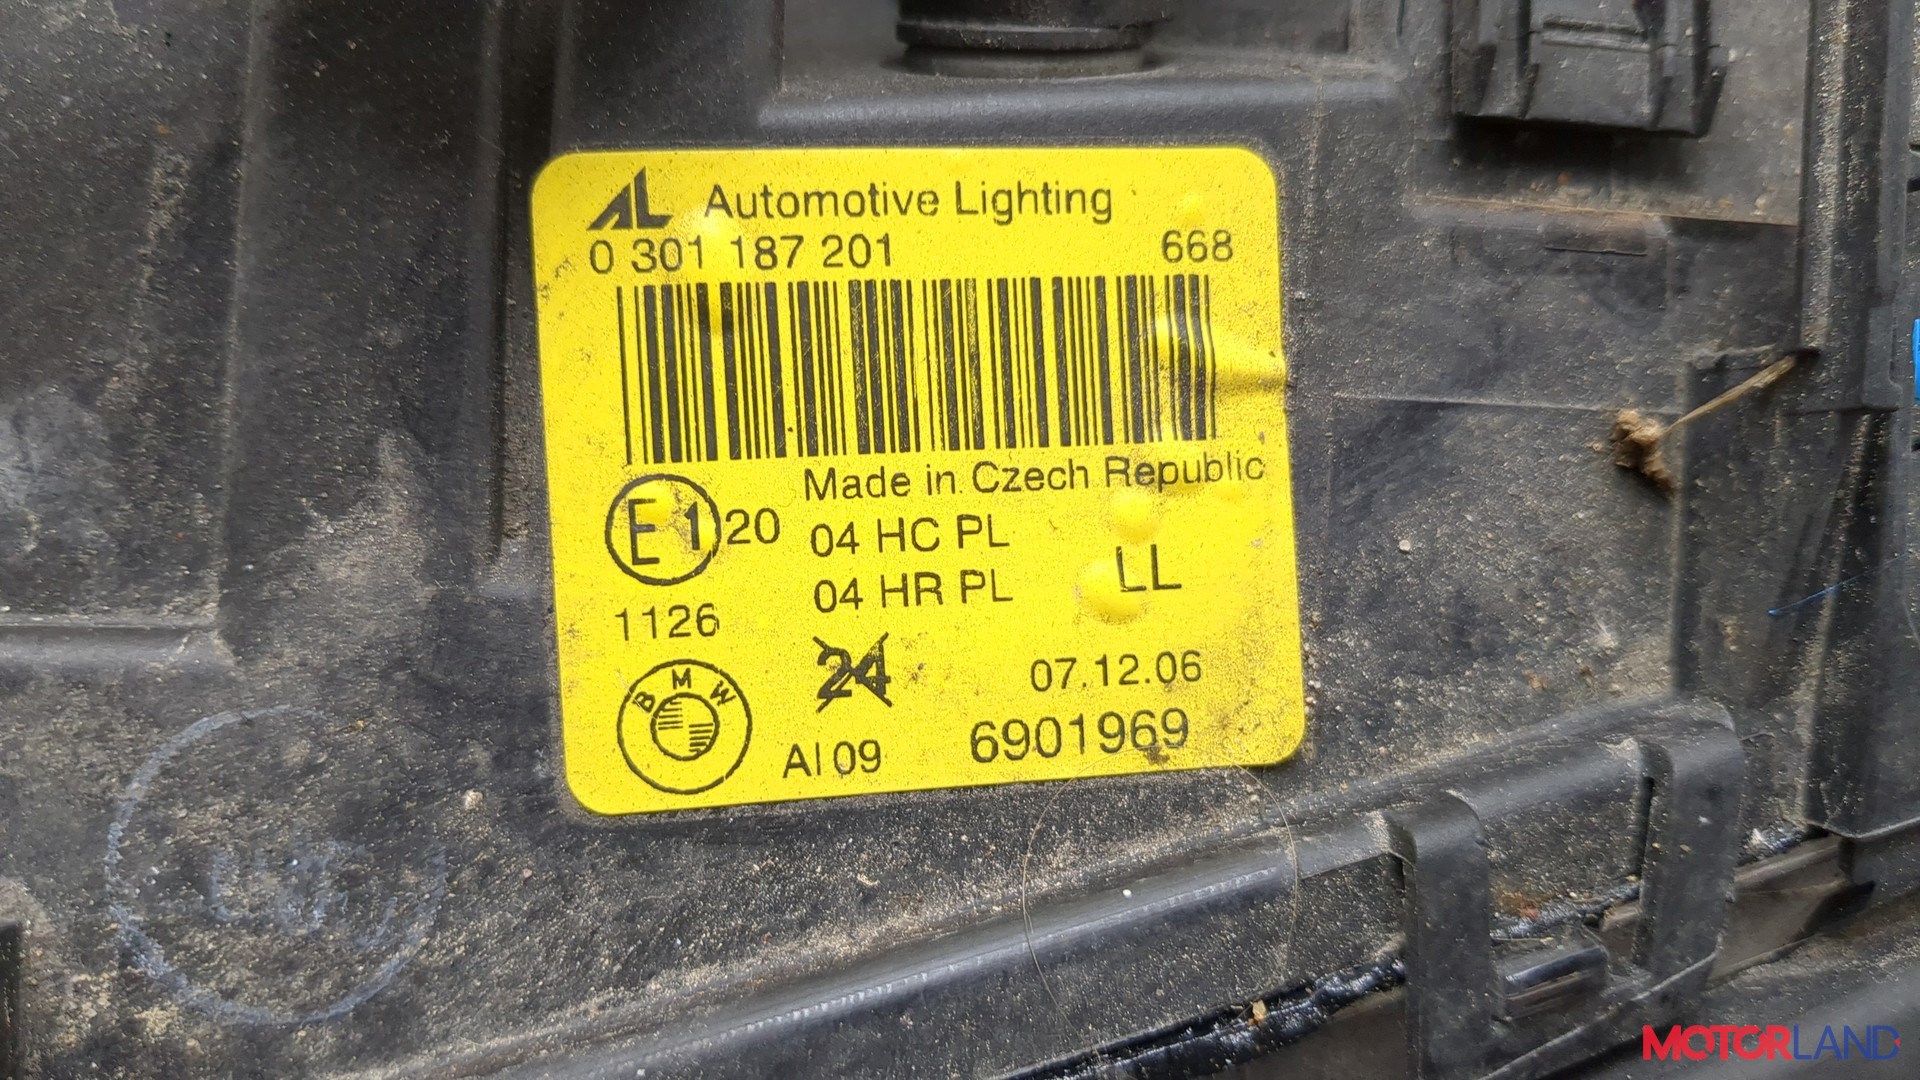 AL Automotive Lighting
0 301 187 201 668
Made in Czech Republic
E1 20 04 HC PL
04 HR PL LL
1126
24 07.12.06
BMW
AI 09 6901969
MOTORLAND